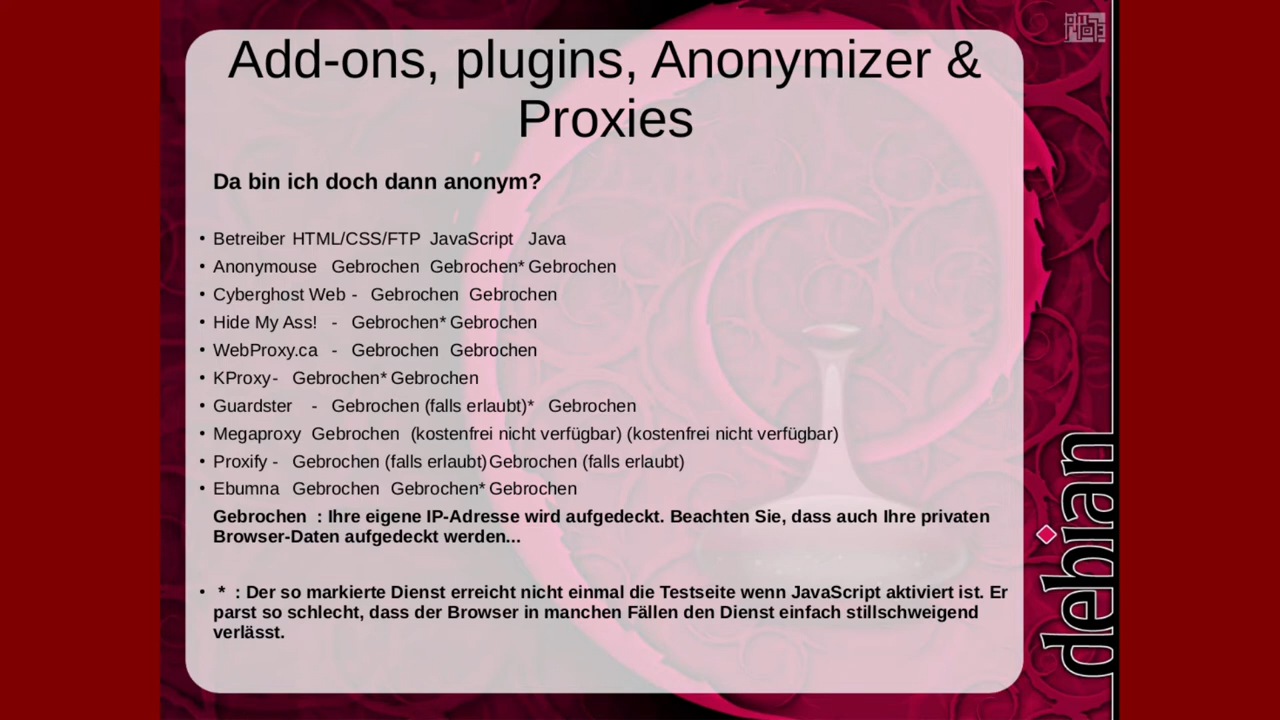 Add-ons, plugins, Anonymizer &
Proxies
Da bin ich doch dann anonym?
• Betreiber HTML/CSS/FTP JavaScript Java
• Anonymouse Gebrochen Gebrochen* Gebrochen
• Cyberghost Web - Gebrochen Gebrochen
• Hide My Ass! - Gebrochen* Gebrochen
• WebProxy.ca - Gebrochen Gebrochen
• KProxy - Gebrochen* Gebrochen
• Guardster - Gebrochen (falls erlaubt)* Gebrochen
• Megaproxy Gebrochen (kostenfrei nicht verfügbar) (kostenfrei nicht verfügbar)
• Proxify - Gebrochen (falls erlaubt) Gebrochen (falls erlaubt)
• Ebumna Gebrochen Gebrochen* Gebrochen
Gebrochen : Ihre eigene IP-Adresse wird aufgedeckt. Beachten Sie, dass auch Ihre privaten
Browser-Daten aufgedeckt werden...
• * : Der so markierte Dienst erreicht nicht einmal die Testseite wenn JavaScript aktiviert ist. Er
parst so schlecht, dass der Browser in manchen Fällen den Dienst einfach stillschweigend
verlässt.
debian